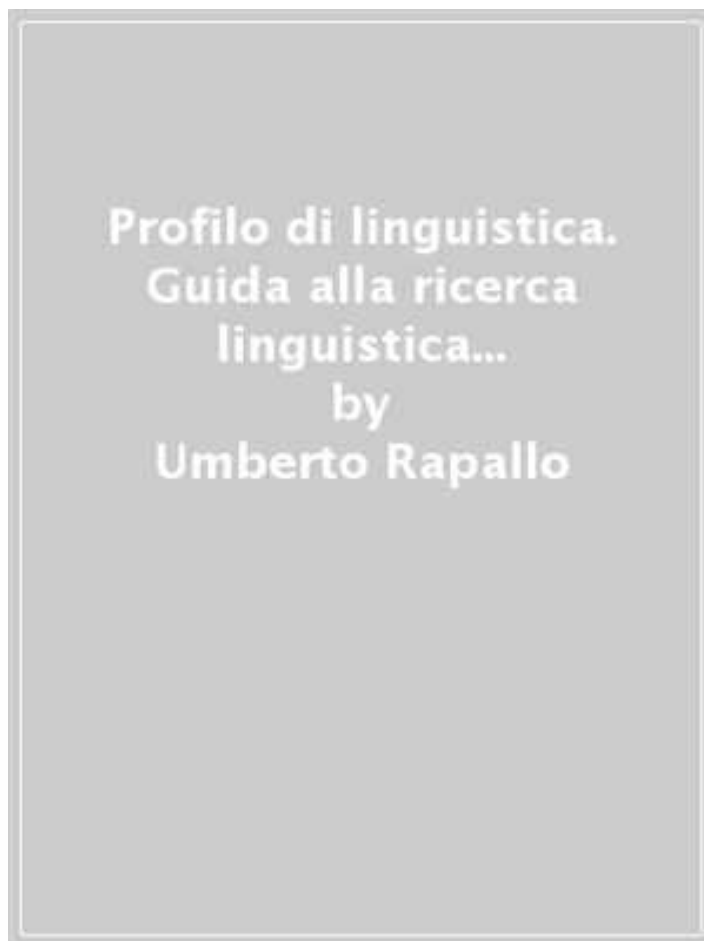 Profilo di linguistica.
Guida alla ricerca
linguistica...
by
Umberto Rapallo